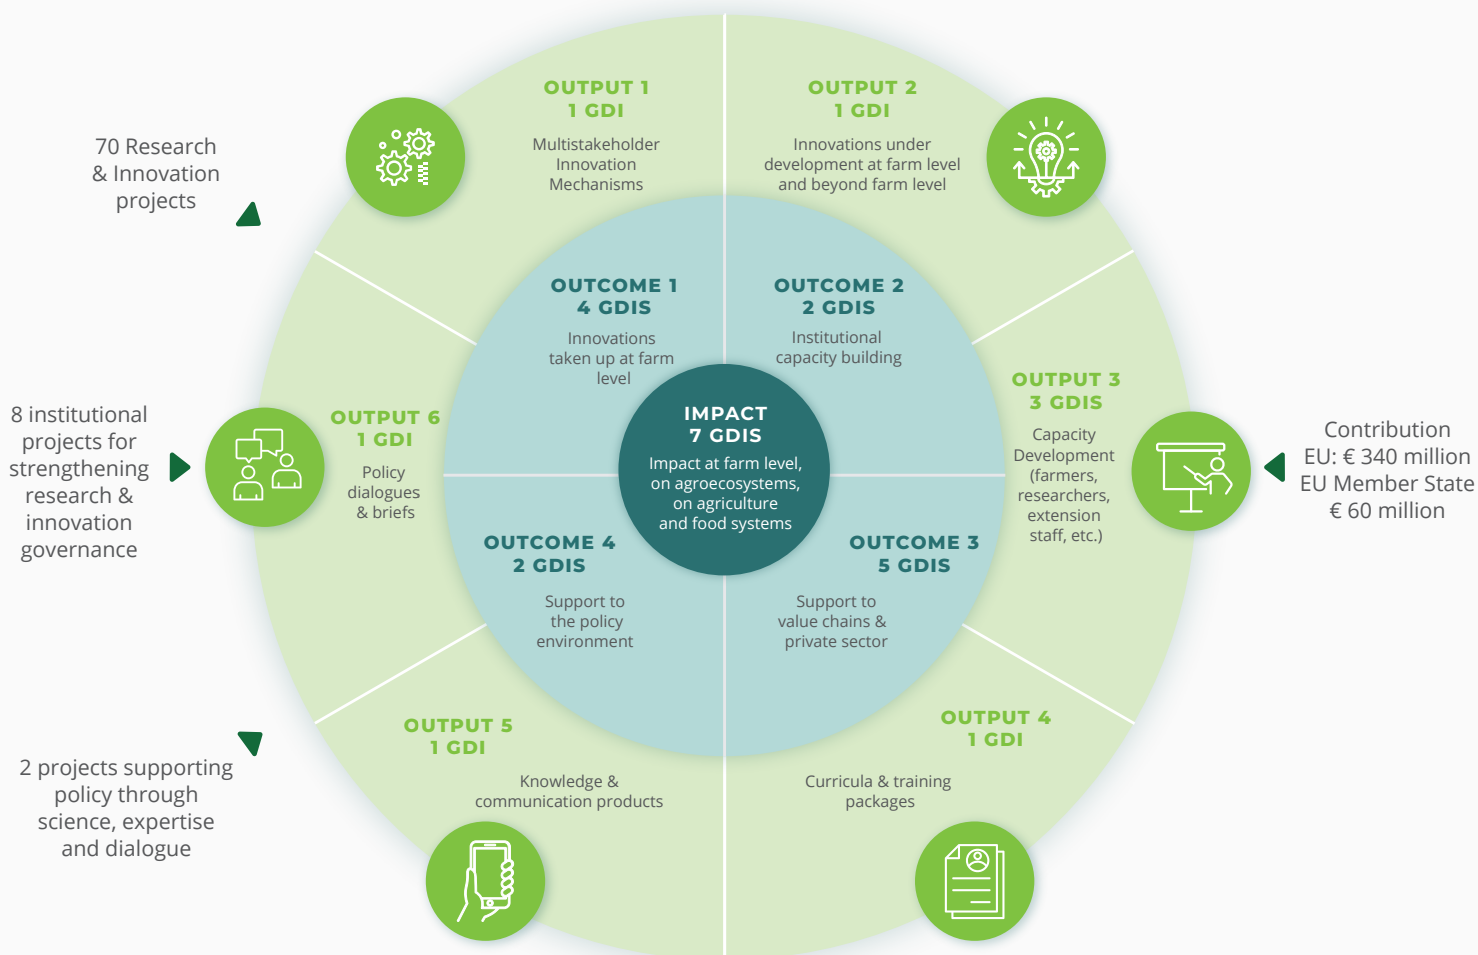 70 Research
& Innovation
projects
8 institutional
projects for
strengthening
research &
innovation
governance
2 projects supporting
policy through
science, expertise
and dialogue
OUTPUT 1
1 GDI
Multistakeholder
Innovation
Mechanisms
OUTPUT 2
1 GDI
Innovations under
development at farm level
and beyond farm level
OUTPUT 3
3 GDIS
Capacity
Development
(farmers,
researchers,
extension
staff, etc.)
OUTPUT 4
1 GDI
Curricula & training
packages
OUTPUT 5
1 GDI
Knowledge &
communication products
OUTPUT 6
1 GDI
Policy
dialogues
& briefs
OUTCOME 1
4 GDIS
Innovations
taken up at farm
level
OUTCOME 2
2 GDIS
Institutional
capacity building
OUTCOME 3
5 GDIS
Support to
value chains &
private sector
OUTCOME 4
2 GDIS
Support to
the policy
environment
IMPACT
7 GDIS
Impact at farm level,
on agroecosystems,
on agriculture
and food systems
Contribution
EU: € 340 million
EU Member State
€ 60 million